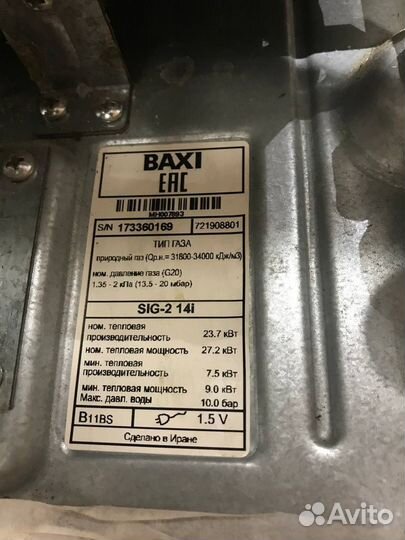 BAXI
EAC
MH007893
S/N 173360169 721908801
ТИП ГАЗА
природный газ (Qр.н.= 31800-34000 кДж/м3)
ном. давление газа (G20)
1.35 - 2 кПа (13.5 - 20 мбар)
SIG-2 14i
ном. тепловая
производительность 23.7 кВт
ном. тепловая мощность 27.2 кВт
мин. тепловая
производительность 7.5 кВт
мин. тепловая мощность 9.0 кВт
Макс. давл. воды 10.0 бар
B11BS 1.5 V
Сделано в Иране
Avito